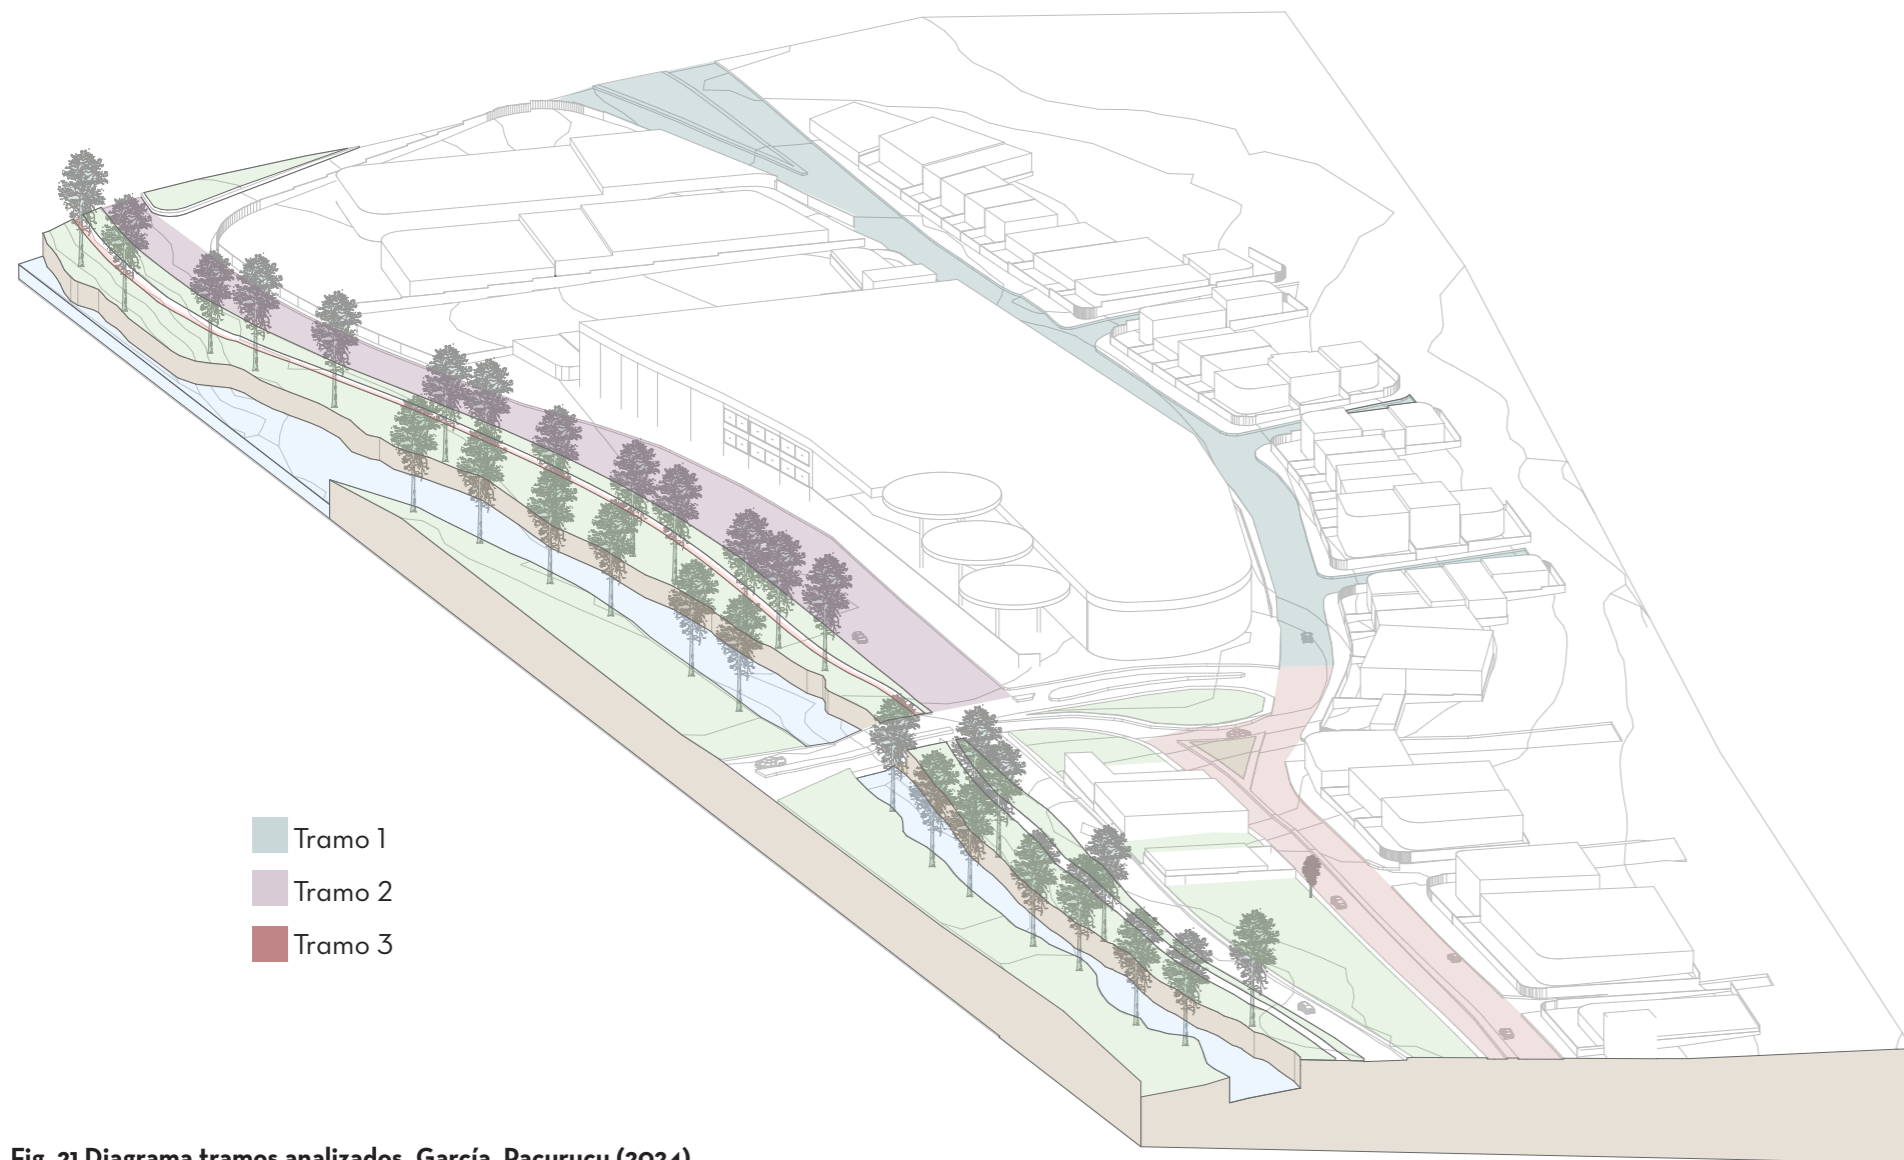 Tramo 1
Tramo 2
Tramo 3
Fig. 21 Diagrama tramos analizados. García, Pacurucu (2024)